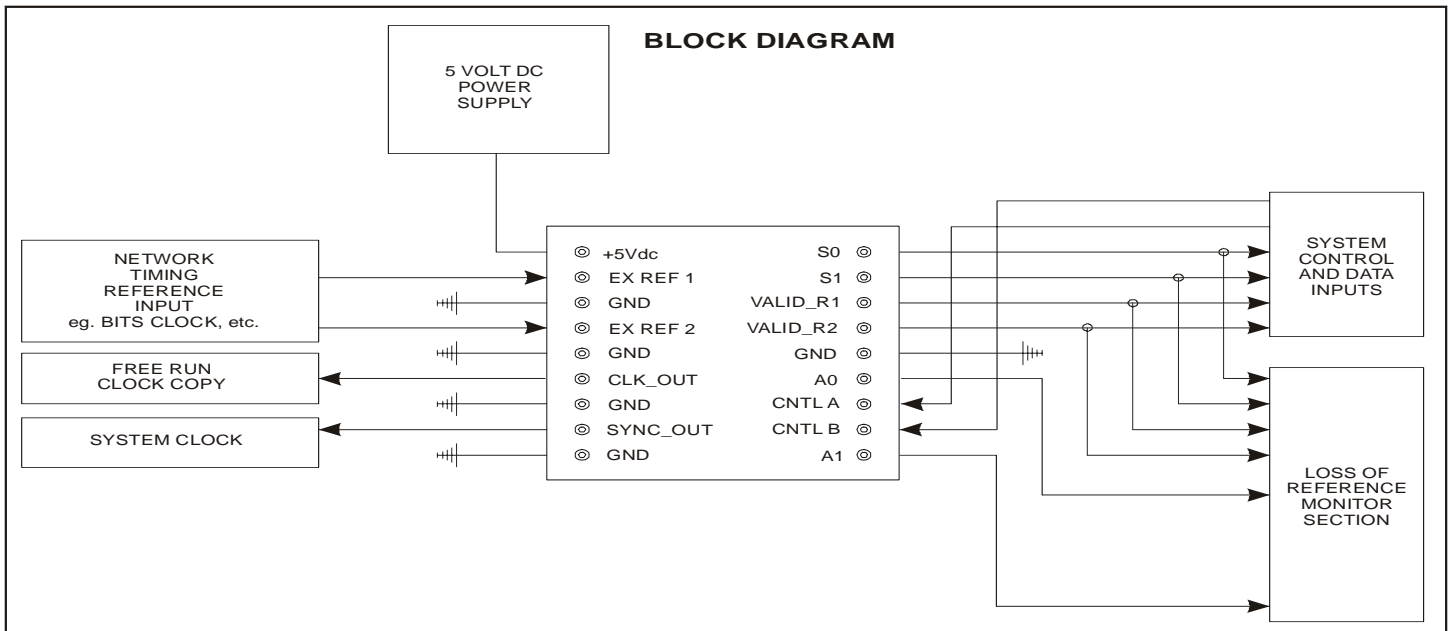 BLOCK DIAGRAM
5 VOLT DC
POWER
SUPPLY
NETWORK
TIMING
REFERENCE
INPUT
eg. BITS CLOCK, etc.
FREE RUN
CLOCK COPY
SYSTEM CLOCK
+5Vdc
EX REF 1
GND
EX REF 2
GND
CLK_OUT
GND
SYNC_OUT
GND
S0
S1
VALID_R1
VALID_R2
GND
A0
CNTL A
CNTL B
A1
SYSTEM
CONTROL
AND DATA
INPUTS
LOSS OF
REFERENCE
MONITOR
SECTION